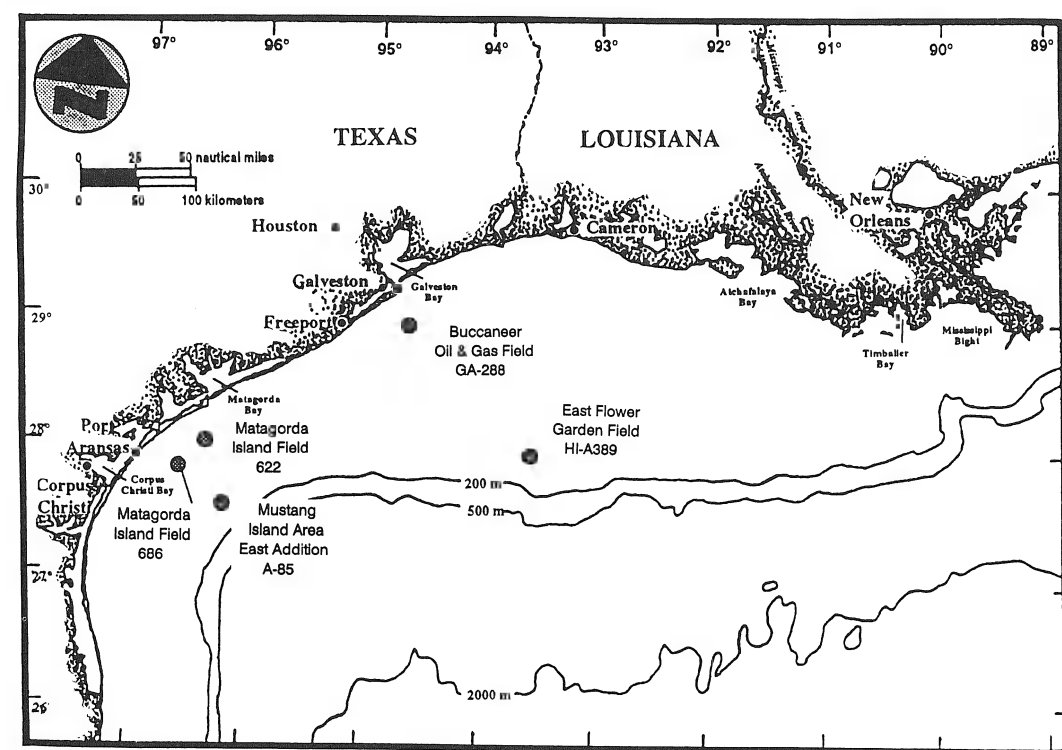 97°
96°
95°
94°
93°
92°
91°
90°
89°
N
0 25 50 nautical miles
0 50 100 kilometers
TEXAS
LOUISIANA
30°
Houston
Cameron
New
Orleans
Galveston
Galveston
Bay
Atchafalaya
Bay
29°
Freeport
Buccaneer
Oil & Gas Field
GA-288
Mississippi
Bight
Timbalier
Bay
Matagorda
Bay
28°
Port
Aransas
Matagorda
Island Field
622
East Flower
Garden Field
HI-A389
Corpus
Christi Bay
Corpus
Christi
200 m
500 m
Matagorda
Island Field
686
Mustang
Island Area
East Addition
A-85
27°
2000 m
26°